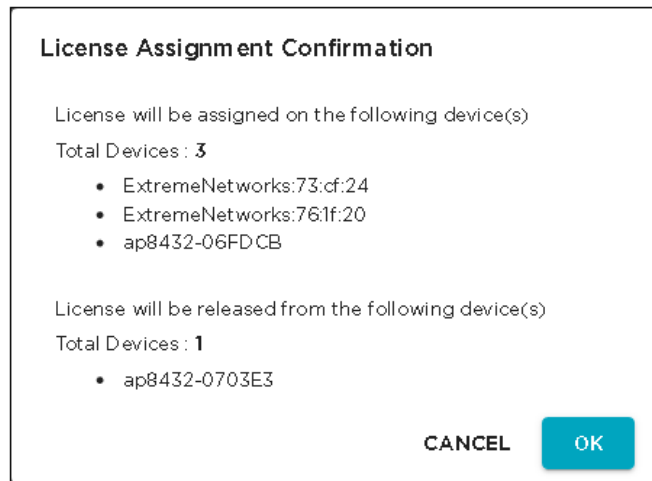 License Assignment Confirmation
License will be assigned on the following device(s)
Total Devices : 3
• ExtremeNetworks:73:cf:24
• ExtremeNetworks:76:1f:20
• ap8432-06FDCB
License will be released from the following device(s)
Total Devices : 1
• ap8432-0703E3
CANCEL OK